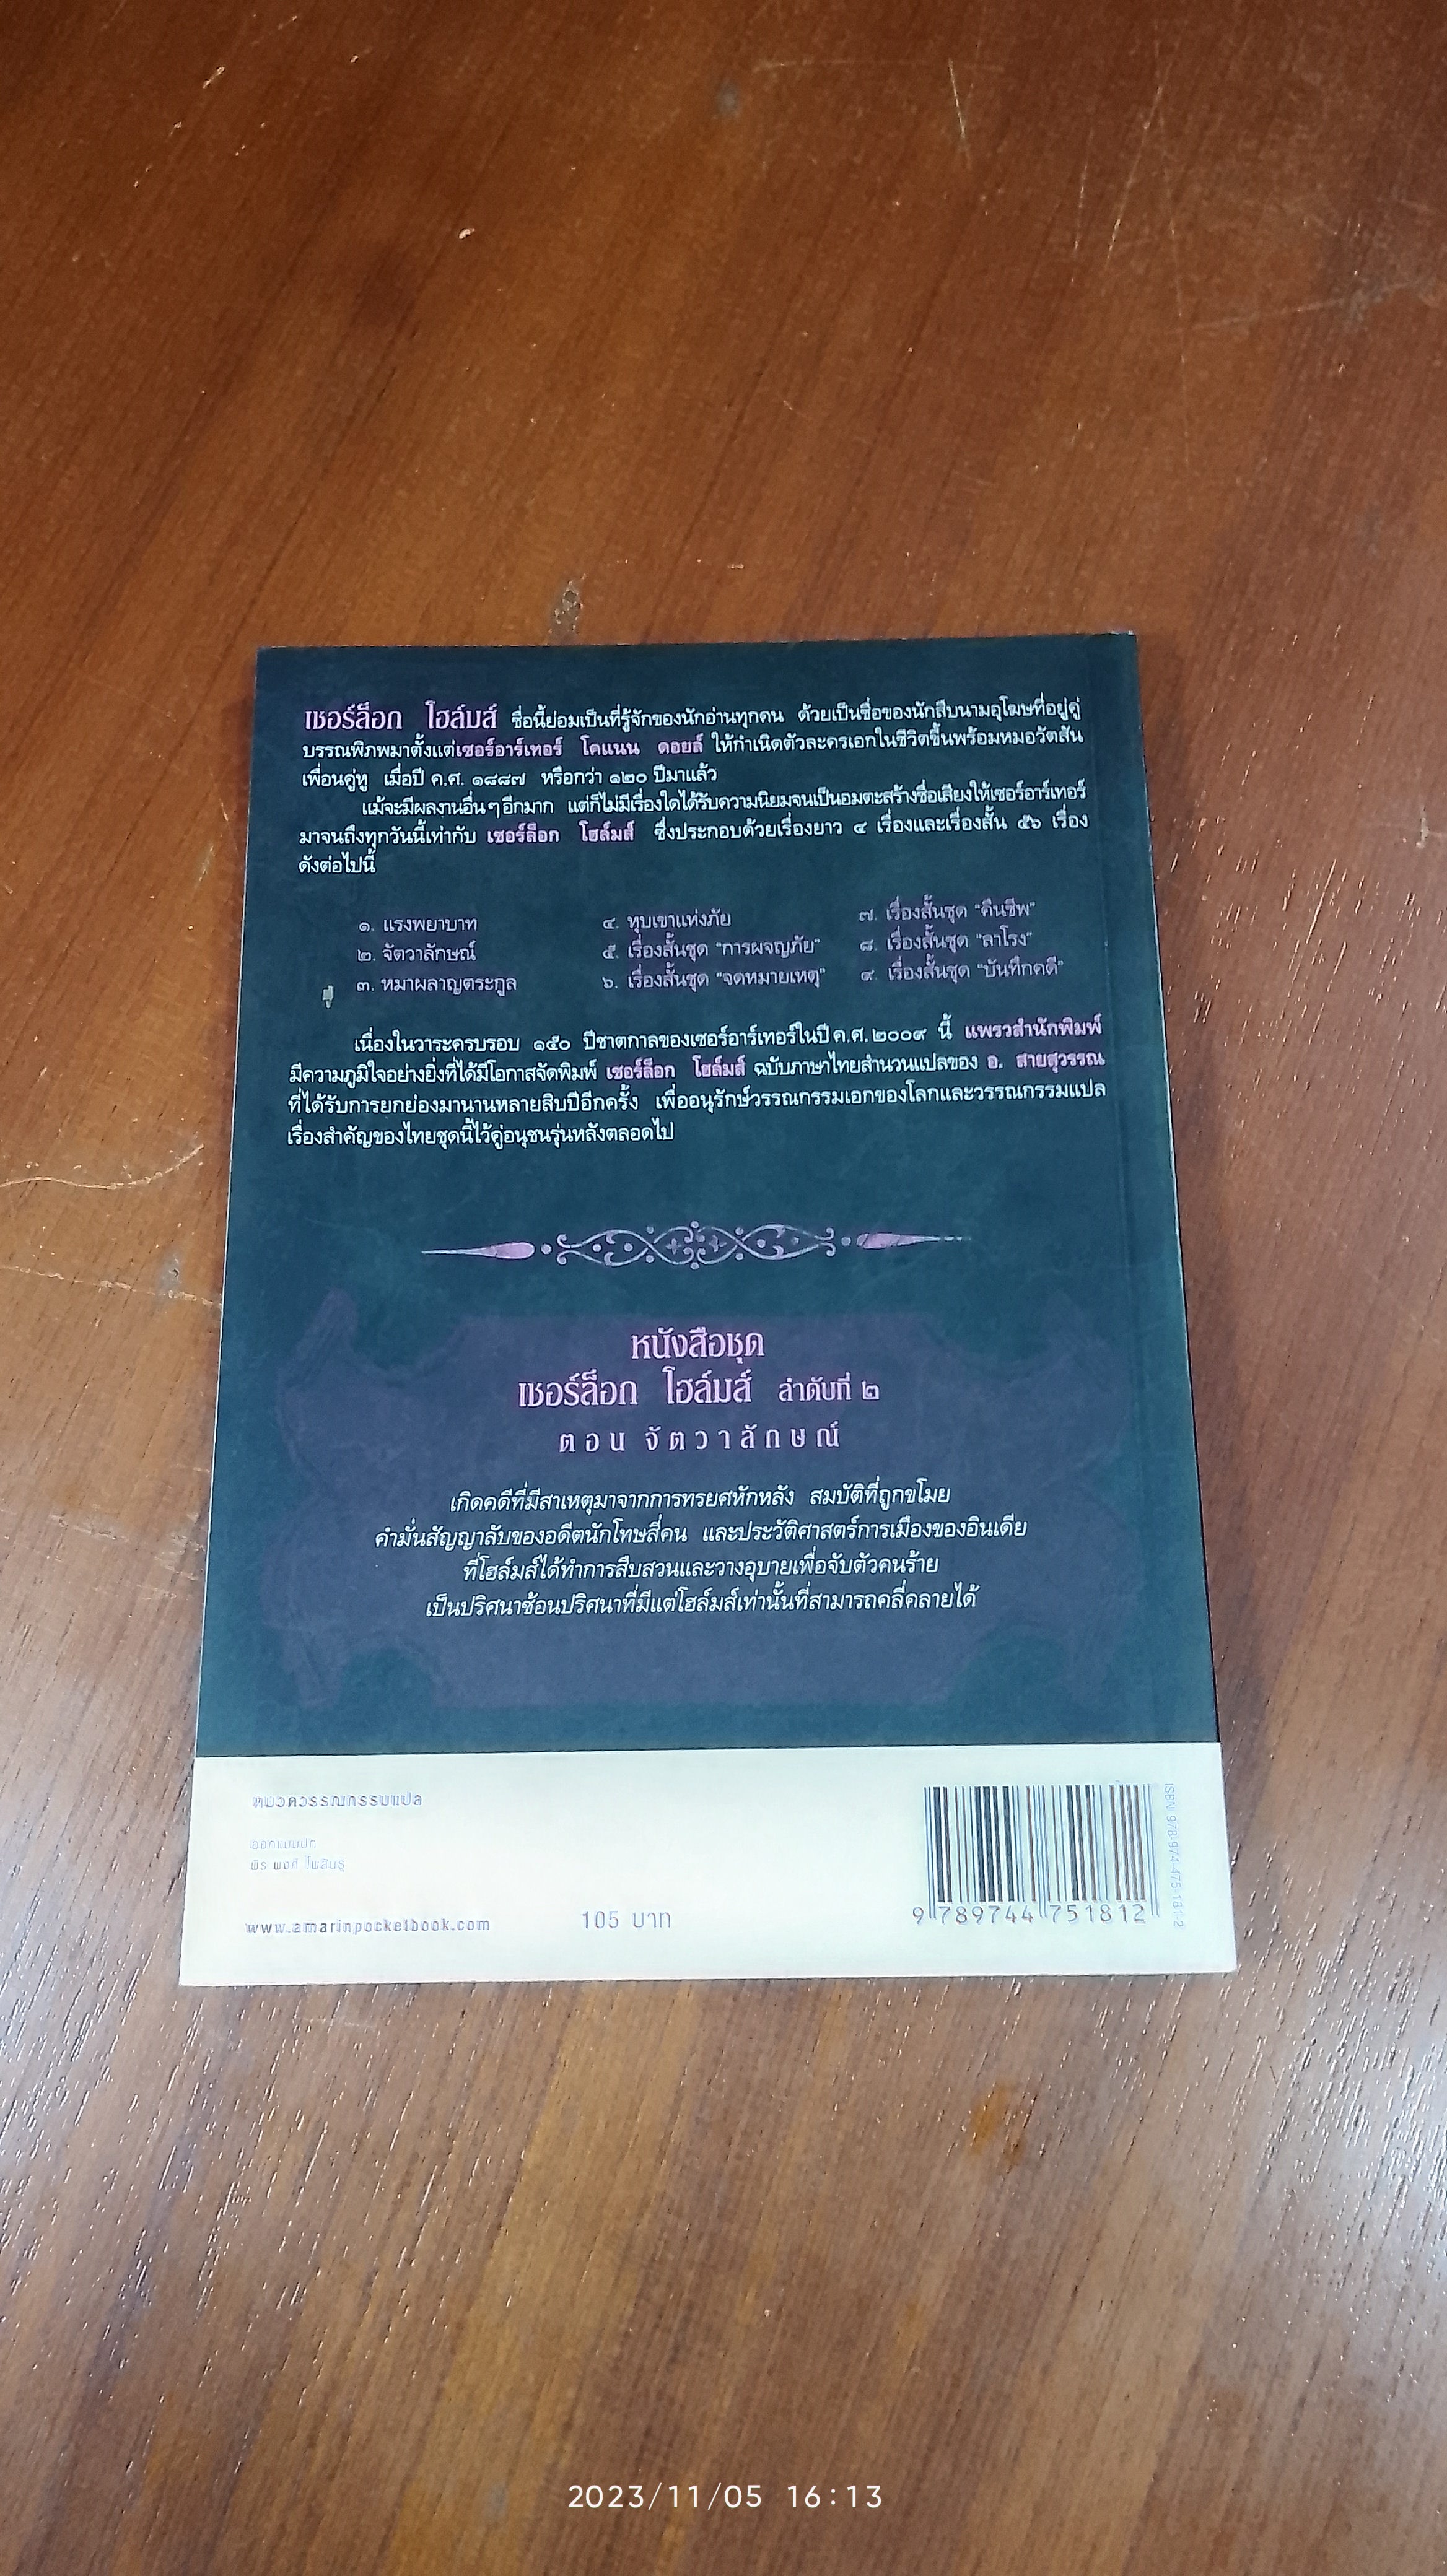 เชอร์ล็อก โฮล์มส์ ชื่อนี้ย่อมเป็นที่รู้จักของนักอ่านทุกคน ด้วยเป็นชื่อของนักสืบนามอุโฆษที่อยู่คู่
บรรณพิภพมาตั้งแต่เซอร์อาร์เทอร์ โคแนน ดอยล์ ให้กำเนิดตัวละครเอกในชีวิตขึ้นพร้อมหมอวัตสัน
เพื่อนคู่หู เมื่อปี ค.ศ. ๑๘๘๗ หรือกว่า ๑๒๐ ปีมาแล้ว
แม้จะมีผลงานอื่น ๆ อีกมาก แต่ก็ไม่มีเรื่องใดได้รับความนิยมจนเป็นอมตะสร้างชื่อเสียงให้เซอร์อาร์เทอร์
มาจนถึงทุกวันนี้เท่ากับ เชอร์ล็อก โฮล์มส์ ซึ่งประกอบด้วยเรื่องยาว ๔ เรื่องและเรื่องสั้น ๕๖ เรื่อง
ดังต่อไปนี้
๑. แรงพยาบาท ๔. หุบเขาแห่งภัย ๗. เรื่องสั้นชุด "คืนชีพ"
๒. จัตวาลักษณ์ ๕. เรื่องสั้นชุด "การผจญภัย" ๘. เรื่องสั้นชุด "ลาโรง"
๓. หมาผลาญตระกูล ๖. เรื่องสั้นชุด "จดหมายเหตุ" ๙. เรื่องสั้นชุด "บันทึกคดี"
เนื่องในวาระครบรอบ ๑๕๐ ปีชาตกาลของเซอร์อาร์เทอร์ในปี ค.ศ. ๒๐๐๙ นี้ แพรวสำนักพิมพ์
มีความภูมิใจอย่างยิ่งที่ได้มีโอกาสจัดพิมพ์ เชอร์ล็อก โฮล์มส์ ฉบับภาษาไทยสำนวนแปลของ อ. สายสุวรรณ
ที่ได้รับการยกย่องมานานหลายสิบปีอีกครั้ง เพื่ออนุรักษ์วรรณกรรมเอกของโลกและวรรณกรรมแปล
เรื่องสำคัญของไทยชุดนี้ไว้คู่อนุชนรุ่นหลังตลอดไป
หนังสือชุด
เชอร์ล็อก โฮล์มส์ ลำดับที่ ๒
ตอน จัตวาลักษณ์
เกิดคดีที่มีสาเหตุมาจากการทรยศหักหลัง สมบัติที่ถูกขโมย
คำมั่นสัญญาลับของอดีตนักโทษสี่คน และประวัติศาสตร์การเมืองของอินเดีย
ที่โฮล์มส์ได้ทำการสืบสวนและวางอุบายเพื่อจับตัวคนร้าย
เป็นปริศนาซ้อนปริศนาที่มีแต่โฮล์มส์เท่านั้นที่สามารถคลี่คลายได้
หมวดวรรณกรรมแปล
ออกแบบปก
www.amarinpocketbook.com
105 บาท
9 789744 751812
ISBN 978-974-475-181-2
2023/11/05 16:13